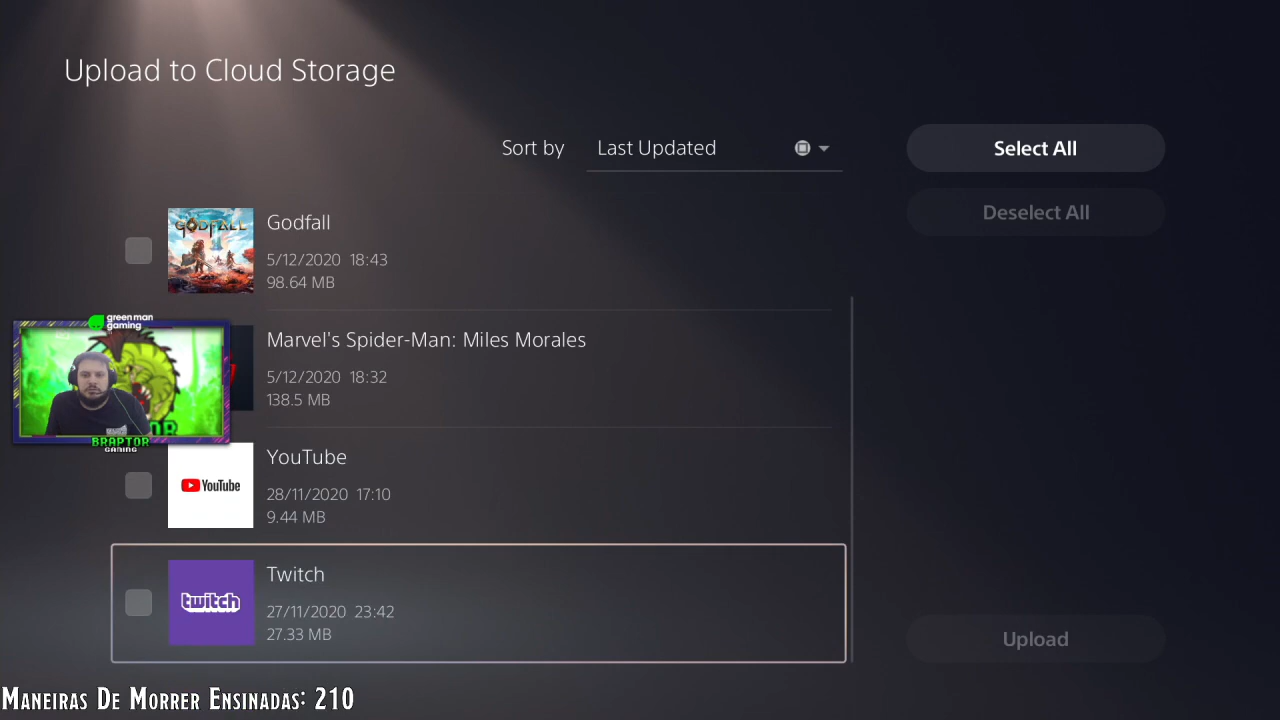 Upload to Cloud Storage
Sort by Last Updated
Select All
Deselect All
GODFALL
Godfall
5/12/2020 18:43
98.64 MB
green man
gaming
BRAPTOR
GAMING
Marvel's Spider-Man: Miles Morales
5/12/2020 18:32
138.5 MB
YouTube
YouTube
28/11/2020 17:10
9.44 MB
twitch
Twitch
27/11/2020 23:42
27.33 MB
Upload
Maneiras De Morrer Ensinadas: 210